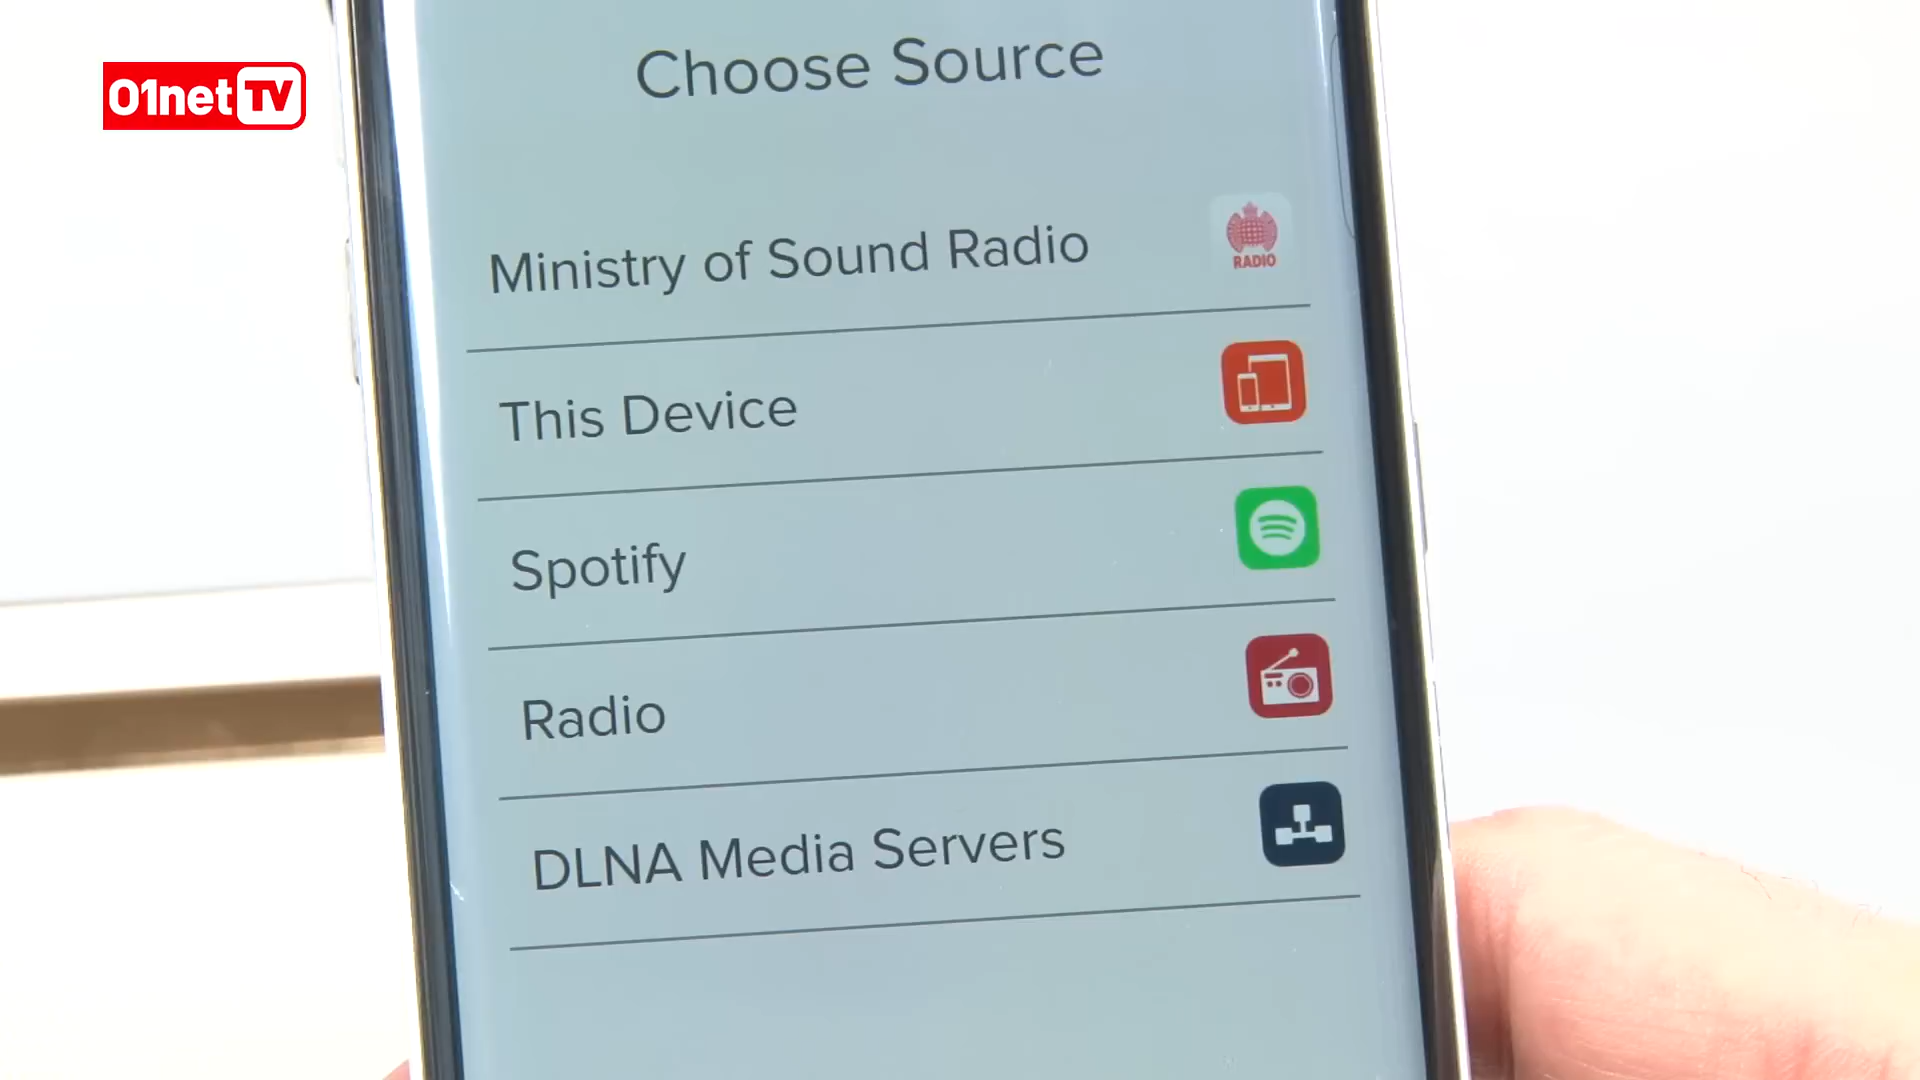 01net TV
Choose Source
Ministry of Sound Radio
RADIO
This Device
Spotify
Radio
DLNA Media Servers